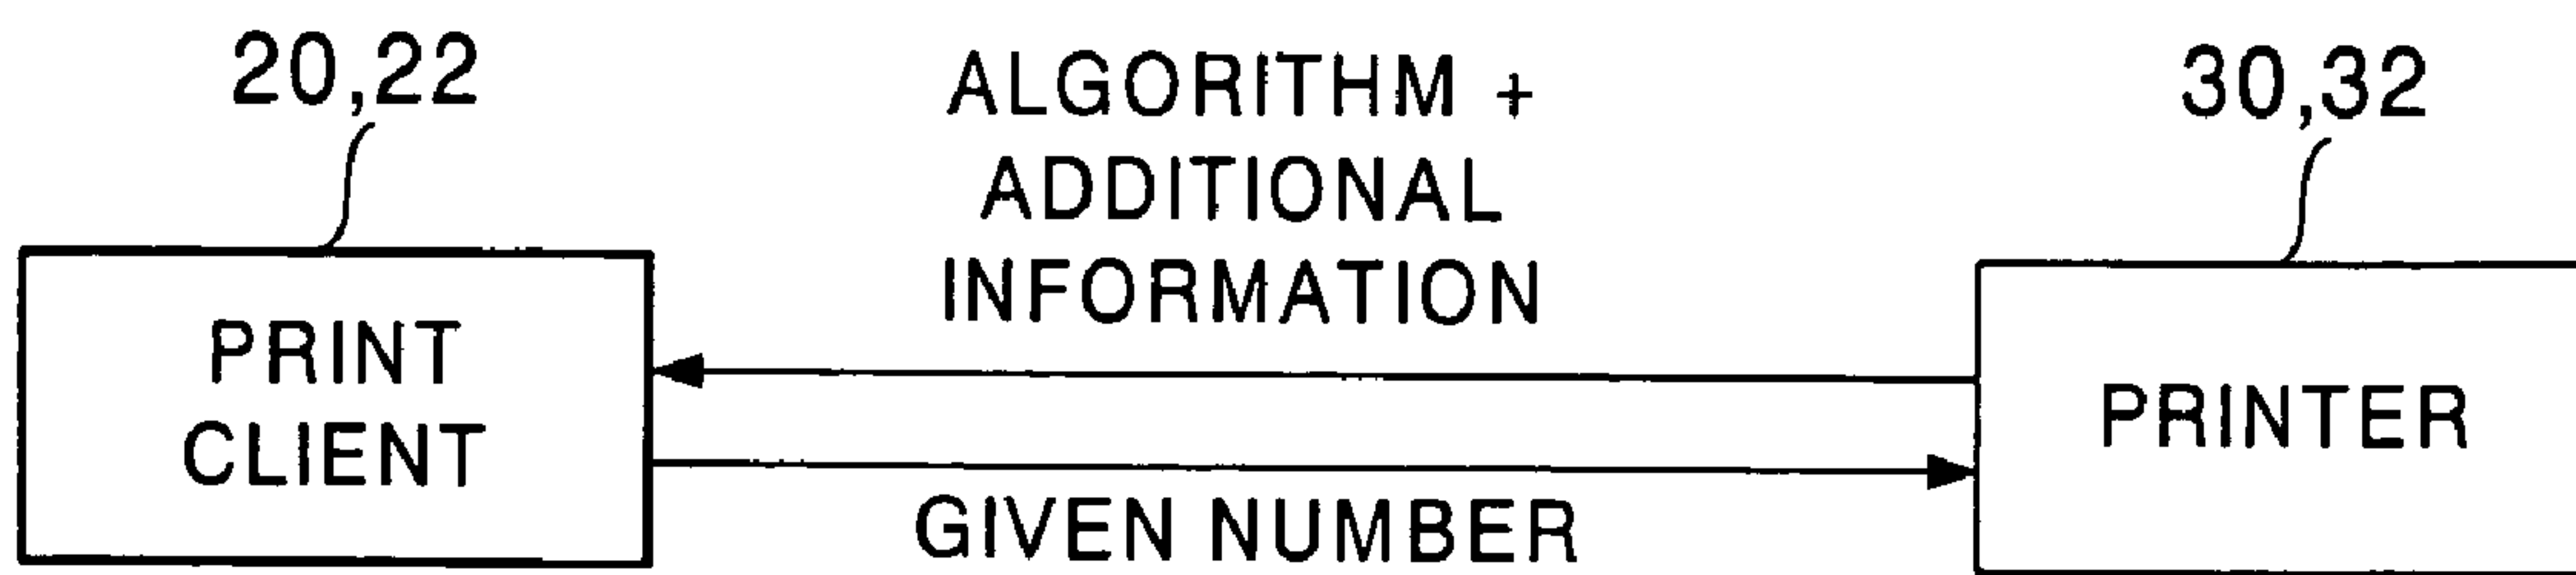 20,22
ALGORITHM +
ADDITIONAL
INFORMATION
30,32
PRINT
CLIENT
PRINTER
GIVEN NUMBER